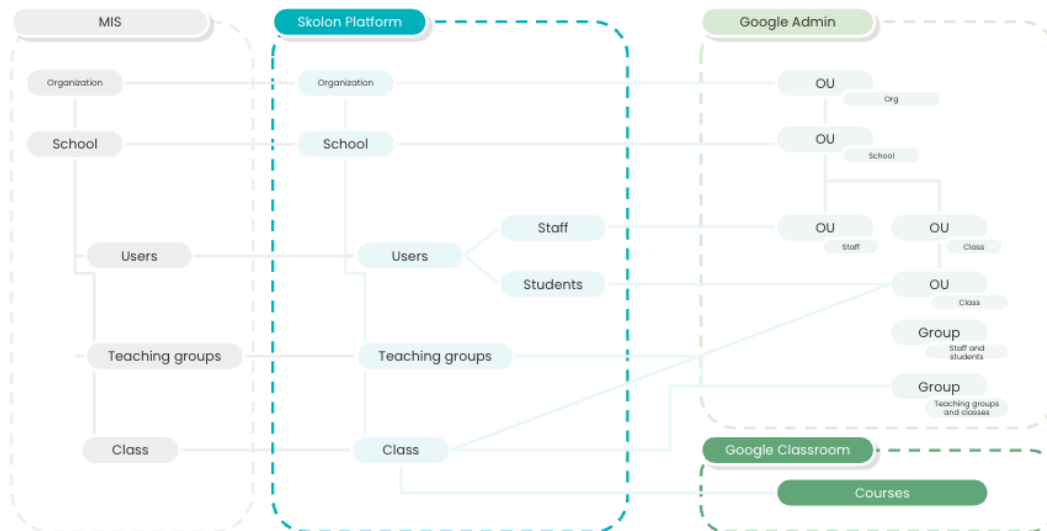 MIS
Skolon Platform
Google Admin
Organization
Organization
OU
Org
School
School
OU
School
Users
Users
Staff
Students
OU
Staff
OU
Class
OU
Class
Group
Staff and
students
Teaching groups
Teaching groups
Group
Teaching groups
and classes
Class
Class
Google Classroom
Courses